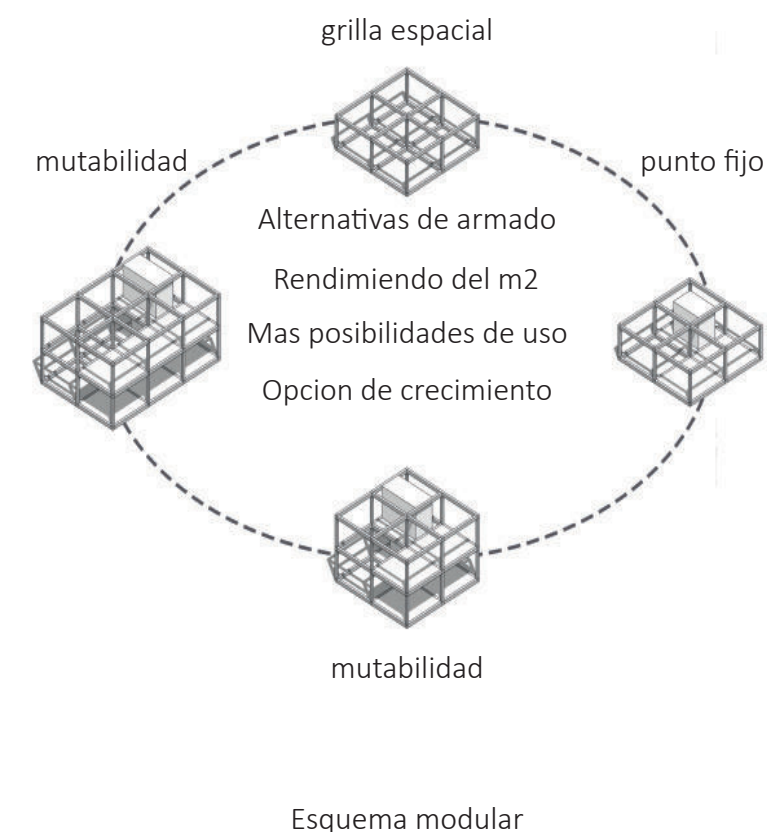 grilla espacial
mutabilidad
punto fijo
Alternativas de armado
Rendimiendo del m2
Mas posibilidades de uso
Opcion de crecimiento
mutabilidad
Esquema modular